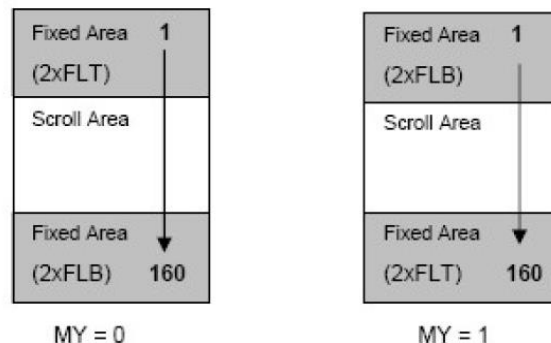 Fixed Area 1
(2xFLT)
Scroll Area
Fixed Area
(2xFLB) 160
MY = 0
Fixed Area 1
(2xFLB)
Scroll Area
Fixed Area
(2xFLT) 160
MY = 1